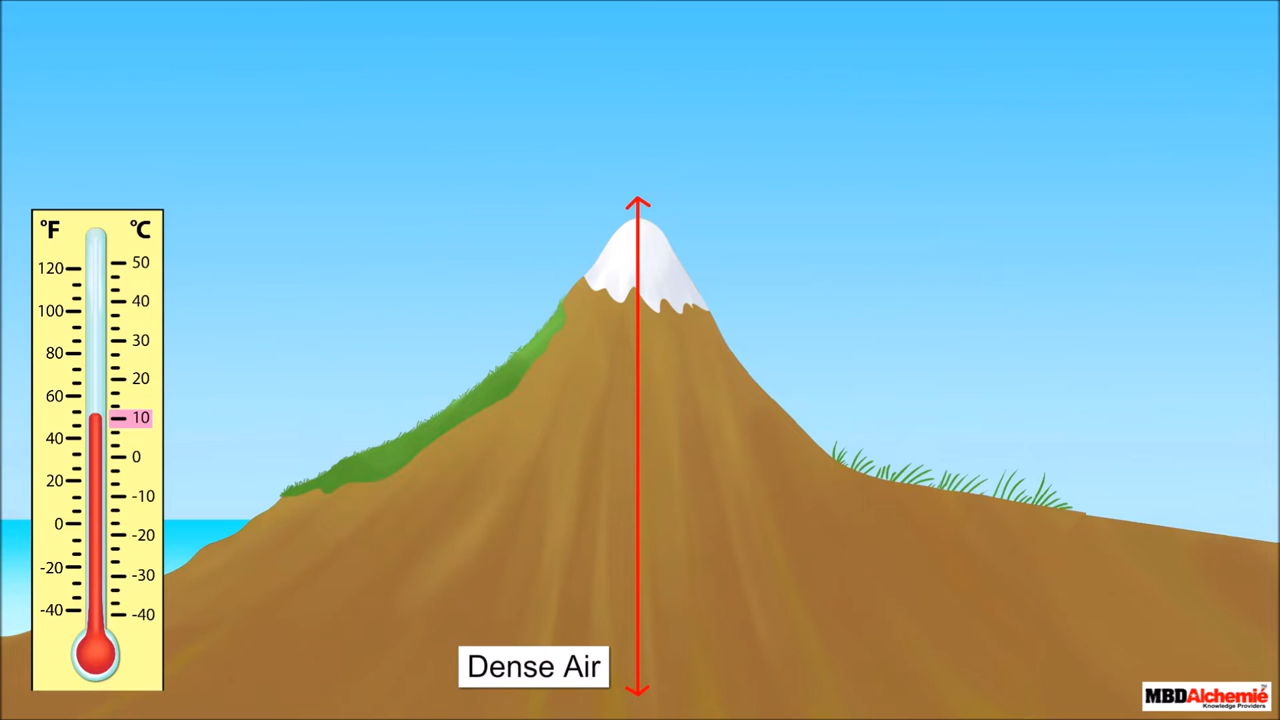 °F °C
120 50
100 40
80 30
60 20
40 10
20 0
0 -10
-20 -20
-40 -30
-40
Dense Air
MBDAlchemie
Knowledge Providers